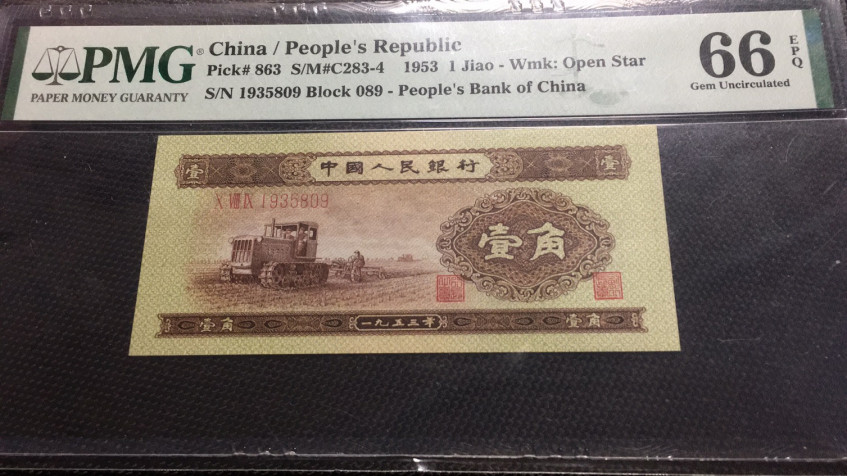 PMG® China / People's Republic
Pick# 863 S/M#C283-4 1953 1 Jiao - Wmk: Open Star
PAPER MONEY GUARANTY
S/N 1935809 Block 089 - People's Bank of China
66 EPQ
Gem Uncirculated
壹 中國人民銀行 壹
X VIII IX 1935809
壹角
壹角 一九五三年 壹角